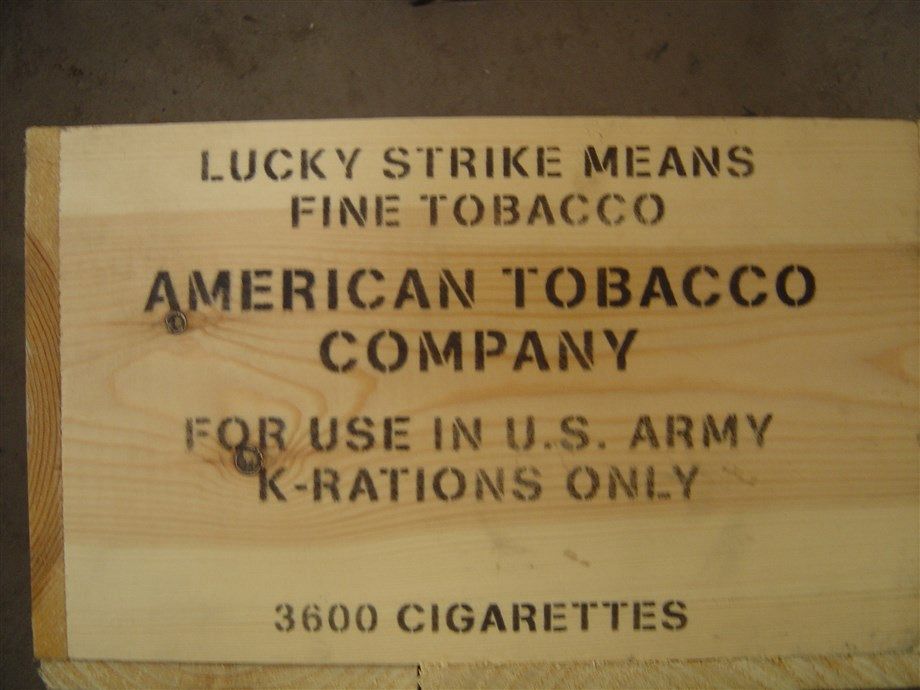 LUCKY STRIKE MEANS
FINE TOBACCO
AMERICAN TOBACCO
COMPANY
FOR USE IN U.S. ARMY
K-RATIONS ONLY
3600 CIGARETTES